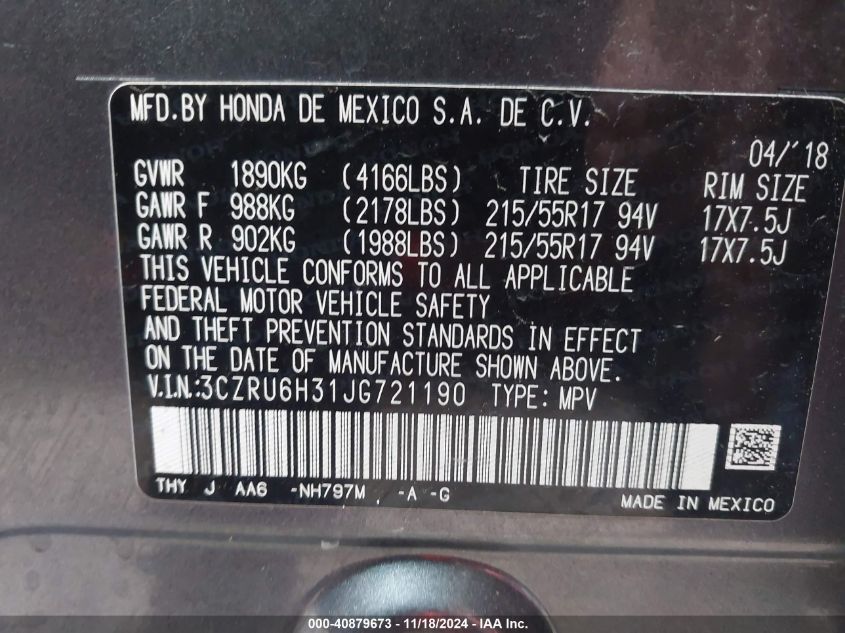 MFD.BY HONDA DE MEXICO S.A. DE C.V.
04/'18
GVWR 1890KG (4166LBS) TIRE SIZE RIM SIZE
GAWR F 988KG (2178LBS) 215/55R17 94V 17X7.5J
GAWR R 902KG (1988LBS) 215/55R17 94V 17X7.5J
THIS VEHICLE CONFORMS TO ALL APPLICABLE
FEDERAL MOTOR VEHICLE SAFETY
AND THEFT PREVENTION STANDARDS IN EFFECT
ON THE DATE OF MANUFACTURE SHOWN ABOVE.
V.I.N.:3CZRU6H31JG721190 TYPE: MPV
THY J AA6 -NH797M -A -G
MADE IN MEXICO
000-40879673 - 11/18/2024 - IAA Inc.